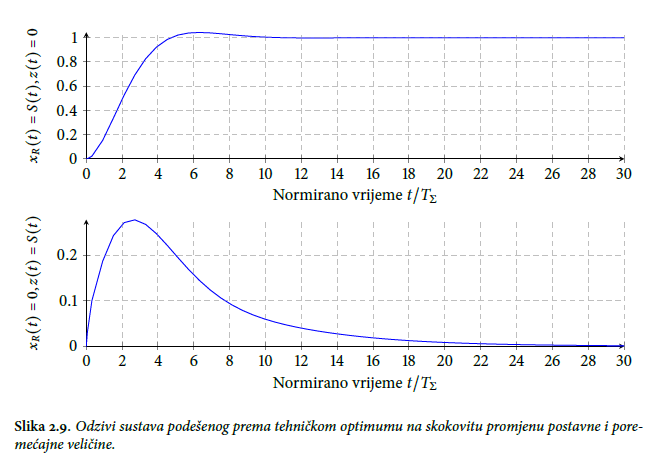 1
0.8
0.6
0.4
0.2
0
0 2 4 6 8 10 12 14 16 18 20 22 24 26 28 30
x_R(t) = S(t), z(t) = 0
Normirano vrijeme t/T_Σ
0.2
0.1
0
0 2 4 6 8 10 12 14 16 18 20 22 24 26 28 30
x_R(t) = 0, z(t) = S(t)
Normirano vrijeme t/T_Σ
Slika 2.9. Odzivi sustava podešenog prema tehničkom optimumu na skokovitu promjenu postavne i pore-
mećajne veličine.